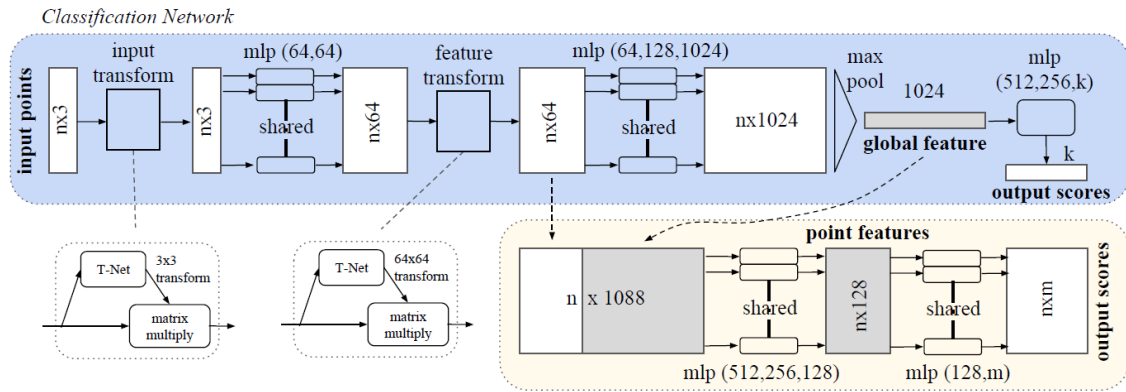 Classification Network
input points
nx3
input
transform
nx3
mlp (64,64)
shared
nx64
feature
transform
nx64
mlp (64,128,1024)
shared
nx1024
max
pool
1024
global feature
mlp
(512,256,k)
k
output scores
T-Net
3x3
transform
matrix
multiply
T-Net
64x64
transform
matrix
multiply
point features
n x 1088
shared
mlp (512,256,128)
nx128
shared
mlp (128,m)
nxm
output scores